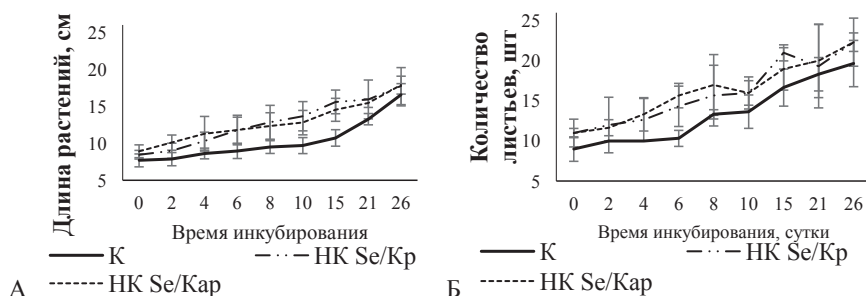 Длина растений, см
25
20
15
10
5
0 2 4 6 8 10 15 21 26
Время инкубирования
К
НК Se/Кр
НК Se/Кар
А
Количество
листьев, шт
25
20
15
10
5
0 2 4 6 8 10 15 21 26
Время инкубирования, сутки
К
НК Se/Кр
НК Se/Кар
Б